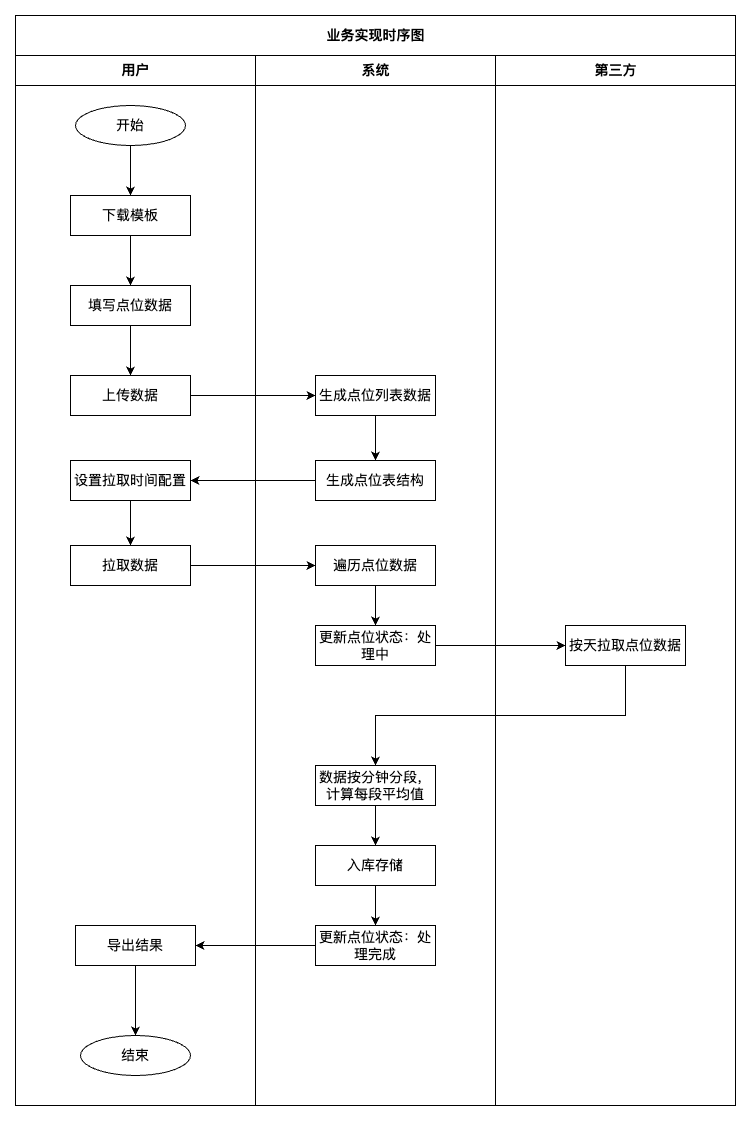 业务实现时序图
用户
系统
第三方
开始
下载模板
填写点位数据
上传数据
生成点位列表数据
设置拉取时间配置
生成点位表结构
拉取数据
遍历点位数据
更新点位状态：处
理中
按天拉取点位数据
数据按分钟分段，
计算每段平均值
入库存储
导出结果
更新点位状态：处
理完成
结束